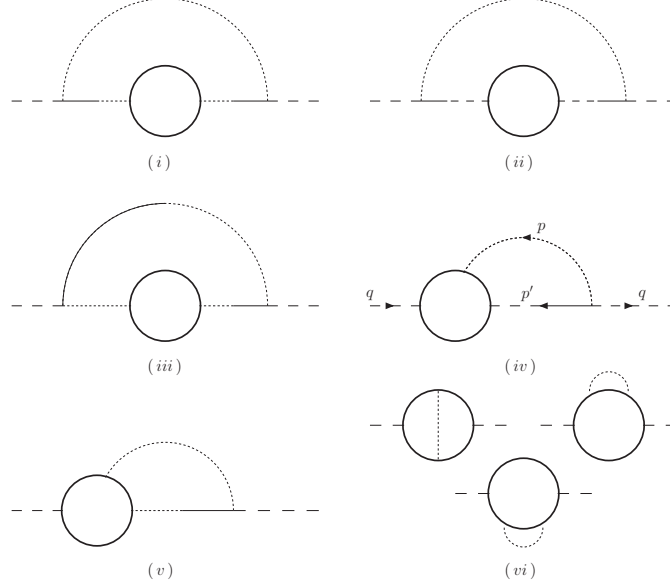 ( i )
( ii )
p
q
p′
q
( iii )
( iv )
( v )
( vi )